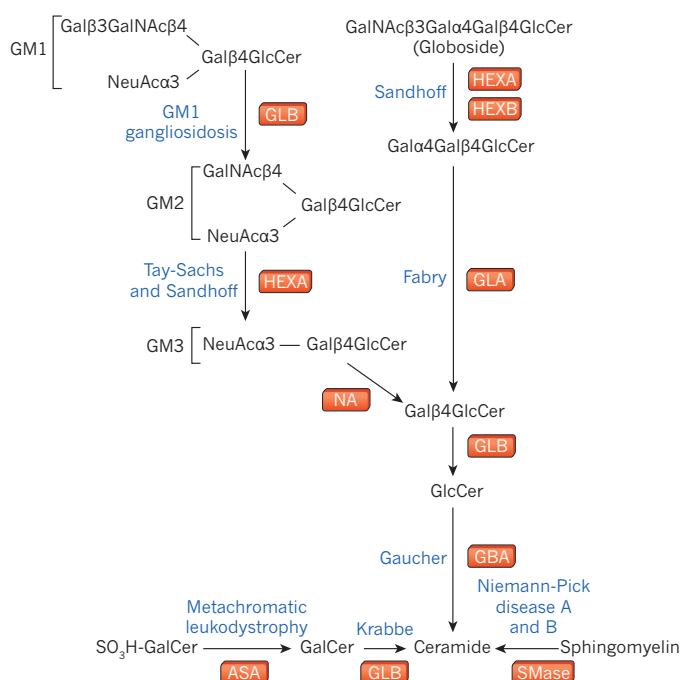 Galβ3GalNAcβ4
GM1
Galβ4GlcCer
NeuAcα3
GM1
gangliosidosis
GLB
GalNAcβ4
GM2
Galβ4GlcCer
NeuAcα3
Tay-Sachs
and Sandhoff
HEXA
GM3
NeuAcα3
Galβ4GlcCer
NA
GalNAcβ3Galα4Galβ4GlcCer
(Globoside)
Sandhoff
HEXA
HEXB
Galα4Galβ4GlcCer
Fabry
GLA
Galβ4GlcCer
GLB
GlcCer
Gaucher
GBA
Metachromatic
leukodystrophy
Krabbe
Niemann-Pick
disease A
and B
SO₃H-GalCer
GalCer
Ceramide
Sphingomyelin
ASA
GLB
SMase